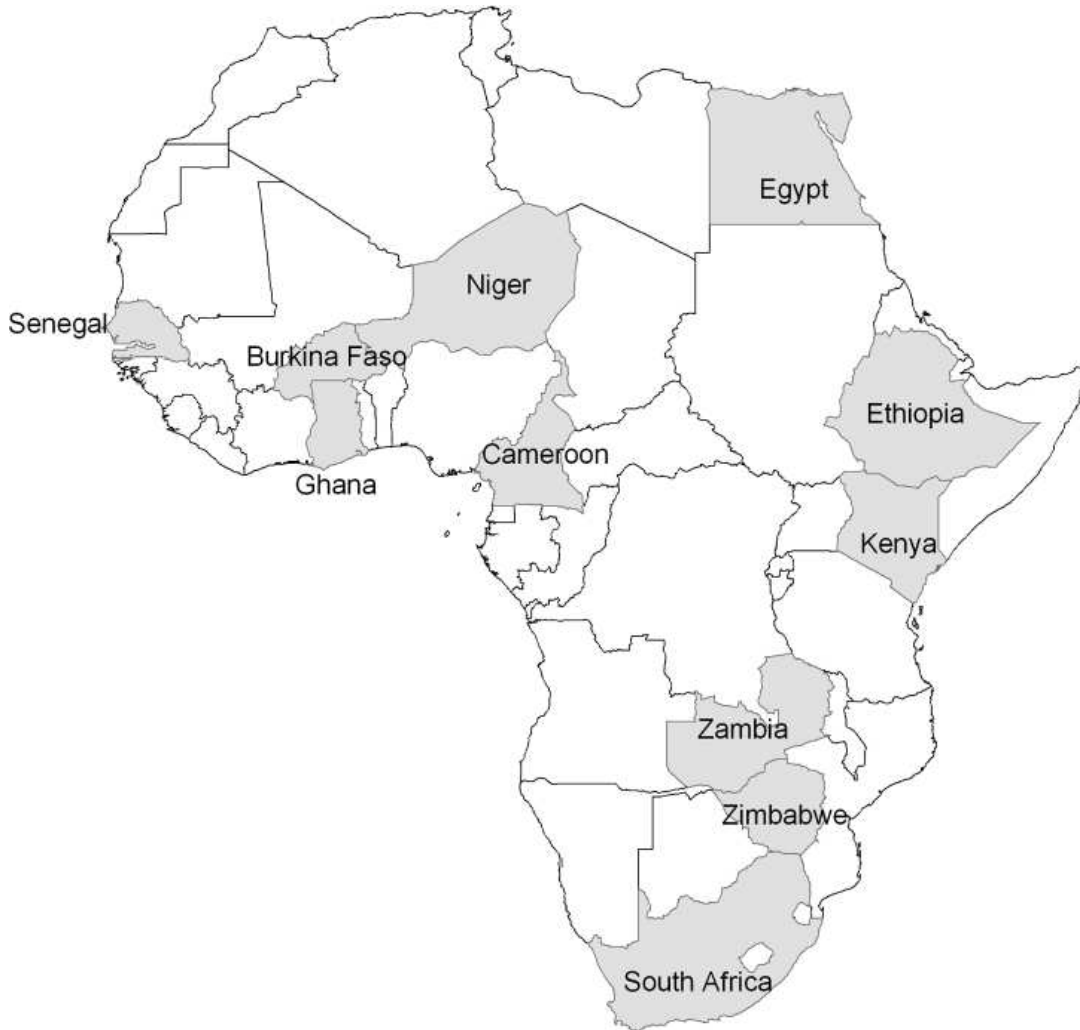 Egypt
Niger
Senegal
Burkina Faso
Ethiopia
Cameroon
Ghana
Kenya
Zambia
Zimbabwe
South Africa